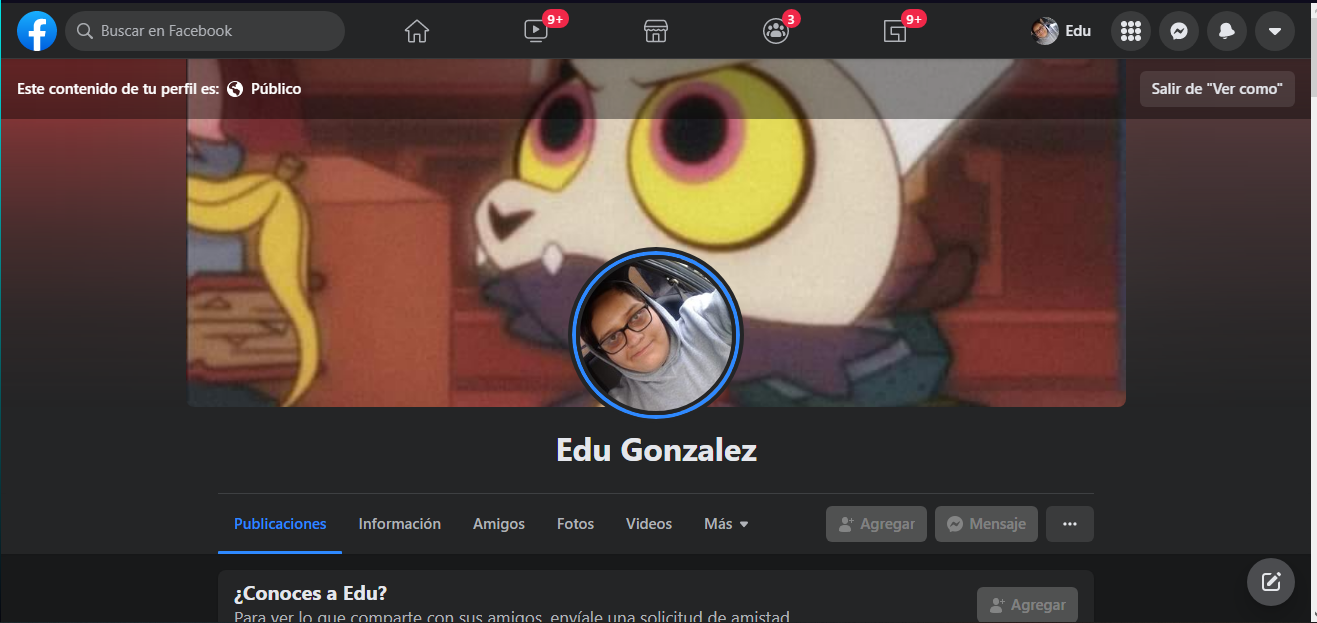 Buscar en Facebook
9+
3
9+
Edu
Este contenido de tu perfil es: Público
Salir de "Ver como"
Edu Gonzalez
Publicaciones Información Amigos Fotos Videos Más Agregar Mensaje
¿Conoces a Edu?
Para ver lo que comparte con sus amigos, envíale una solicitud de amistad
Agregar